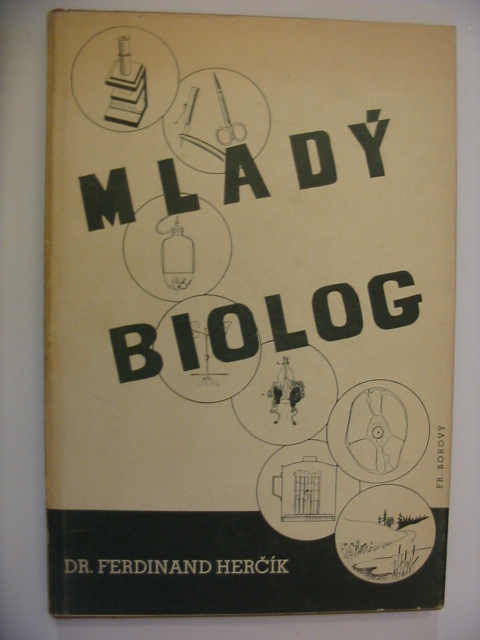 MLADÝ
BIOLOG
FR. BOROVÝ
DR. FERDINAND HERČÍK